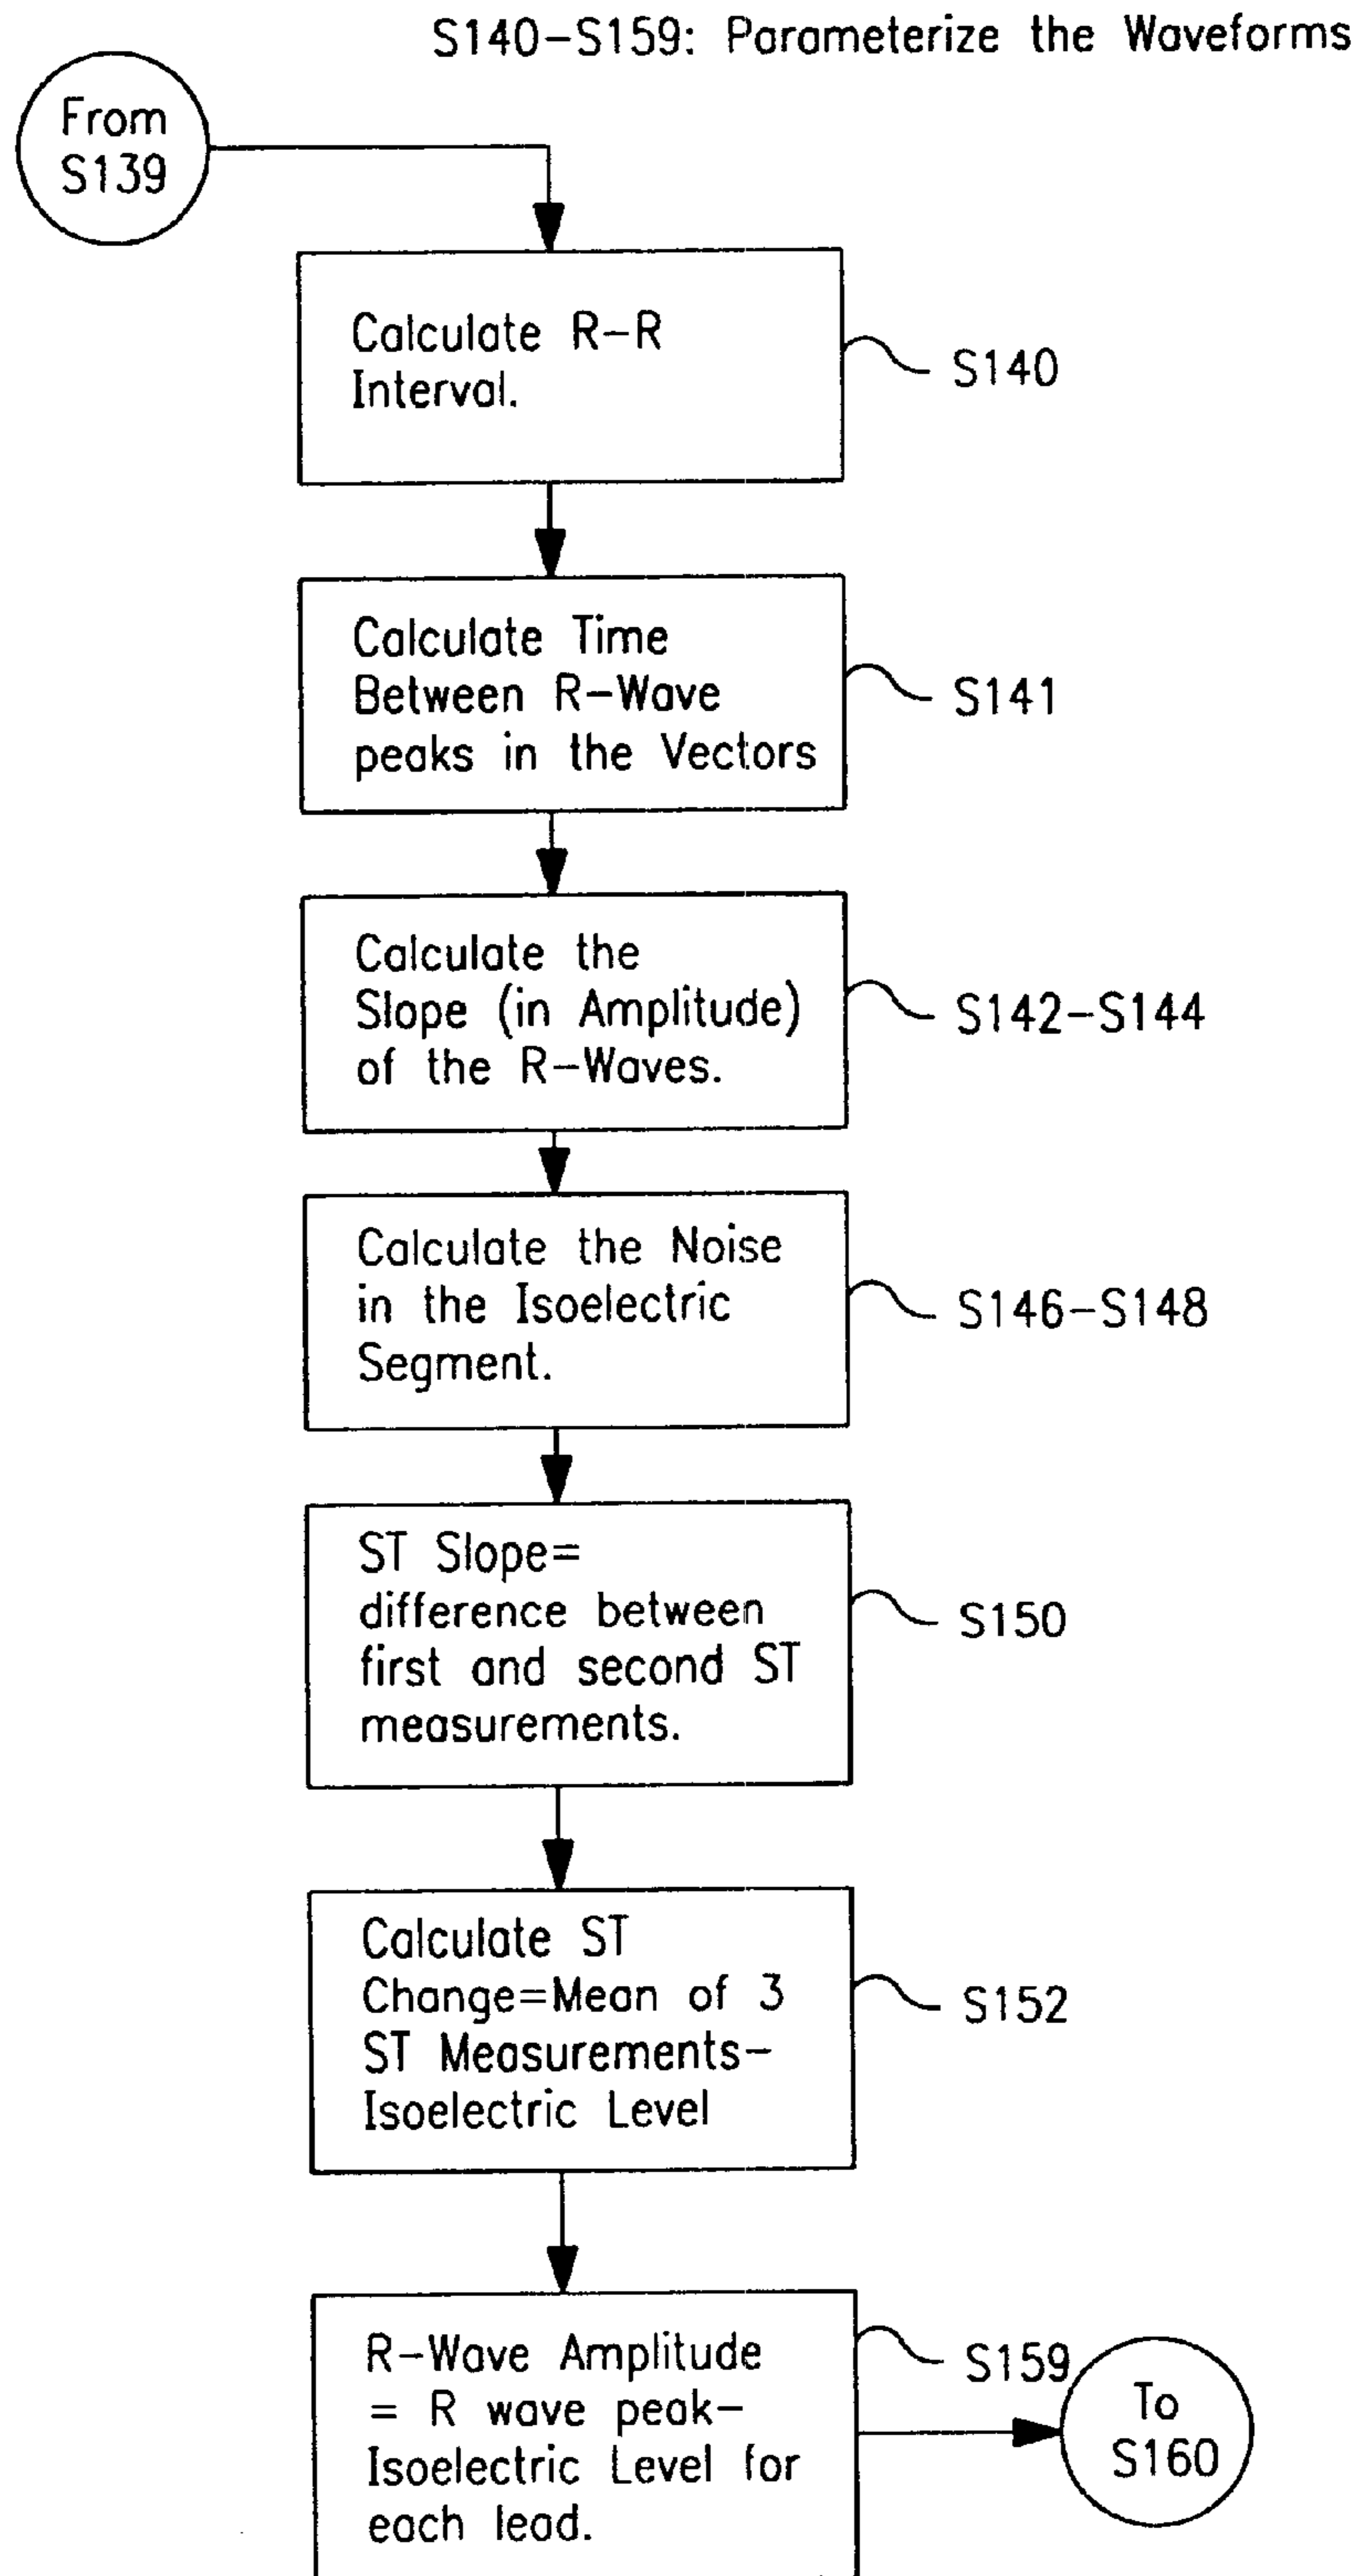 S140-S159: Parameterize the Waveforms
From
S139
Calculate R-R
Interval.
S140
Calculate Time
Between R-Wave
peaks in the Vectors
S141
Calculate the
Slope (in Amplitude)
of the R-Waves.
S142-S144
Calculate the Noise
in the Isoelectric
Segment.
S146-S148
ST Slope=
difference between
first and second ST
measurements.
S150
Calculate ST
Change=Mean of 3
ST Measurements-
Isoelectric Level
S152
R-Wave Amplitude
= R wave peak-
Isoelectric Level for
each lead.
S159
To
S160